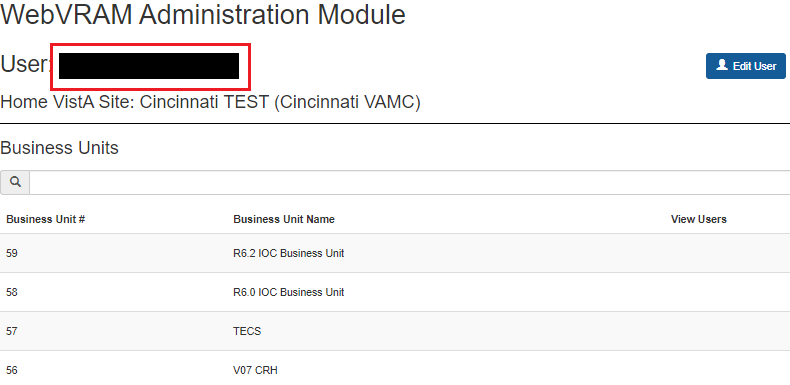 WebVRAM Administration Module
User:
Edit User
Home VistA Site: Cincinnati TEST (Cincinnati VAMC)
Business Units
Business Unit # Business Unit Name View Users
59 R6.2 IOC Business Unit
58 R6.0 IOC Business Unit
57 TECS
56 V07 CRH